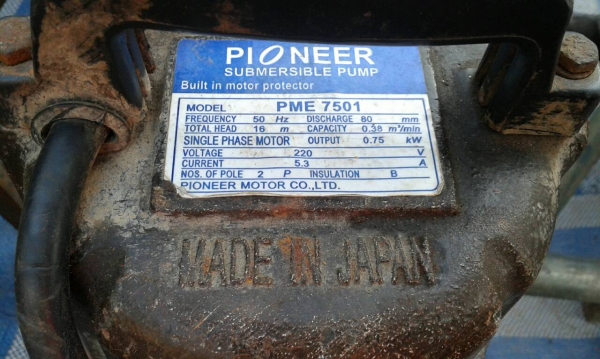 PIONEER
SUBMERSIBLE PUMP
Built in motor protector
MODEL PME 7501
FREQUENCY 50 Hz DISCHARGE 80 mm
TOTAL HEAD 16 m CAPACITY 0.38 m³/min
SINGLE PHASE MOTOR OUTPUT 0.75 kW
VOLTAGE 220 V
CURRENT 5.3 A
NOS. OF POLE 2 P INSULATION B
PIONEER MOTOR CO.,LTD.
MADE IN JAPAN